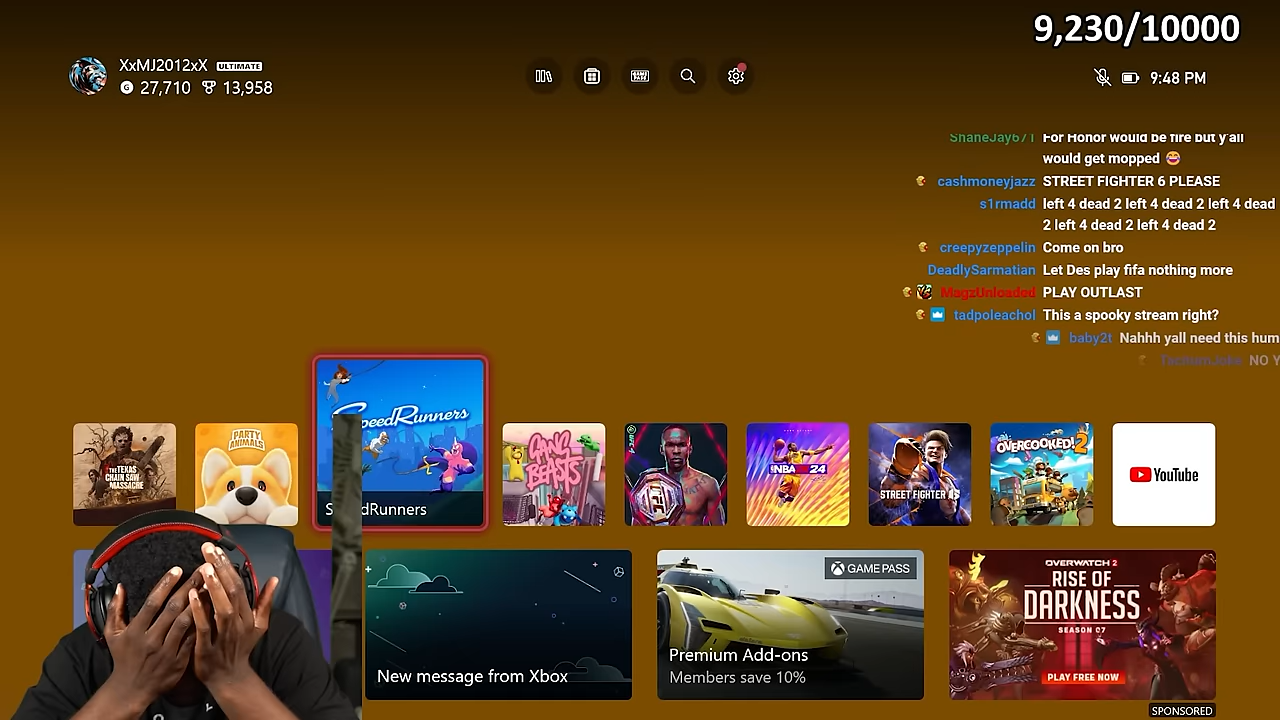 9,230/10000
XxMJ2012xX ULTIMATE
27,710 13,958
9:48 PM
ShaneJay671 For Honor would be fire but y'all
would get mopped 😂
cashmoneyjazz STREET FIGHTER 6 PLEASE
s1rmadd left 4 dead 2 left 4 dead 2 left 4 dead
2 left 4 dead 2 left 4 dead 2
creepyzeppelin Come on bro
DeadlySarmatian Let Des play fifa nothing more
MagzUnloaded PLAY OUTLAST
tadpoleachol This a spooky stream right?
baby2t Nahhh yall need this hum
NO Y
THE TEXAS
CHAIN SAW
MASSACRE
PARTY
ANIMALS
SpeedRunners
GANG
BEASTS
NBA 24
STREET FIGHTER 6
OVERCOOKED! 2
YouTube
New message from Xbox
GAME PASS
Premium Add-ons
Members save 10%
OVERWATCH 2
RISE OF
DARKNESS
SEASON 07
PLAY FREE NOW
SPONSORED